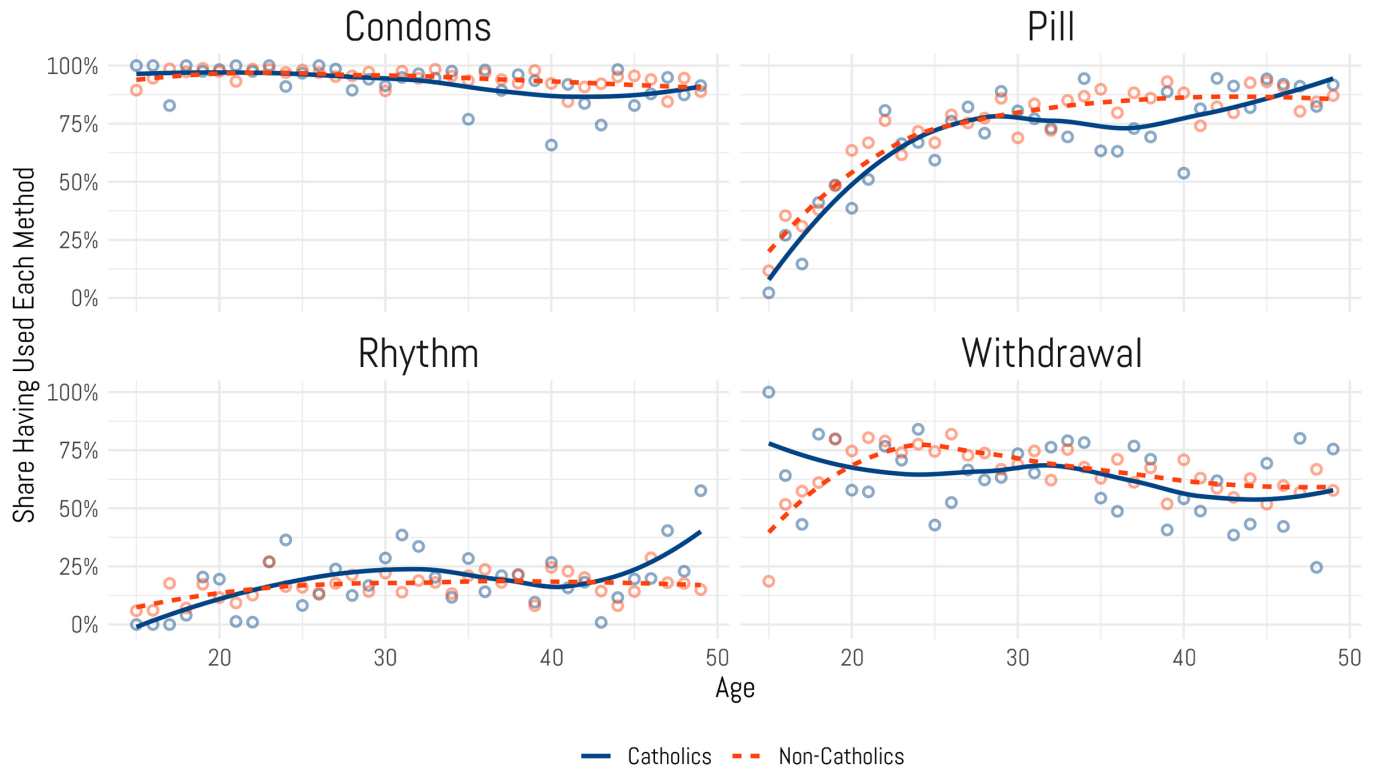 Condoms
Pill
100%
75%
50%
25%
0%
Rhythm
Withdrawal
100%
75%
50%
25%
0%
20 30 40 50 20 30 40 50
Share Having Used Each Method
Age
Catholics Non-Catholics